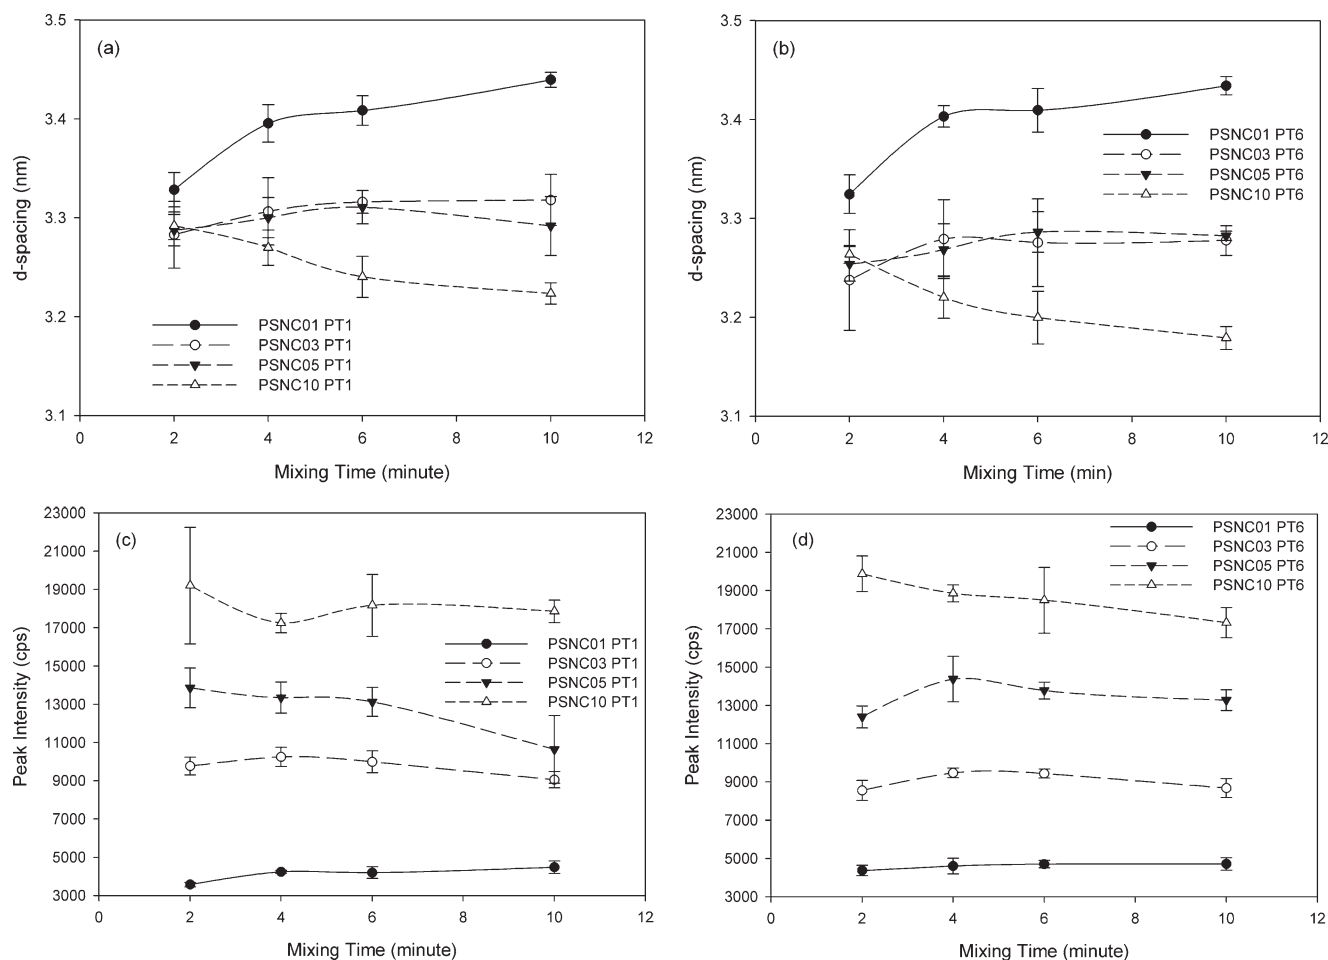 (a)
3.5
3.4
3.3
3.2
3.1
d-spacing (nm)
PSNC01 PT1
PSNC03 PT1
PSNC05 PT1
PSNC10 PT1
0 2 4 6 8 10 12
Mixing Time (minute)
(b)
3.5
3.4
3.3
3.2
3.1
d-spacing (nm)
PSNC01 PT6
PSNC03 PT6
PSNC05 PT6
PSNC10 PT6
0 2 4 6 8 10 12
Mixing Time (min)
(c)
23000
21000
19000
17000
15000
13000
11000
9000
7000
5000
3000
Peak Intensity (cps)
PSNC01 PT1
PSNC03 PT1
PSNC05 PT1
PSNC10 PT1
0 2 4 6 8 10 12
Mixing Time (minute)
(d)
23000
21000
19000
17000
15000
13000
11000
9000
7000
5000
3000
Peak Intensity (cps)
PSNC01 PT6
PSNC03 PT6
PSNC05 PT6
PSNC10 PT6
0 2 4 6 8 10 12
Mixing Time (minute)